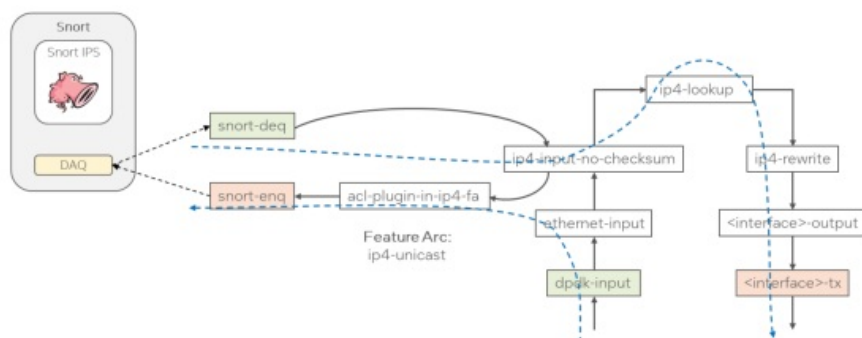 Snort
Snort IPS
DAQ
snort-deq
snort-enq
acl-plugin-in-ip4-fa
Feature Arc:
ip4-unicast
ip4-input-no-checksum
ethernet-input
dpdk-input
ip4-lookup
ip4-rewrite
<interface>-output
<interface>-tx